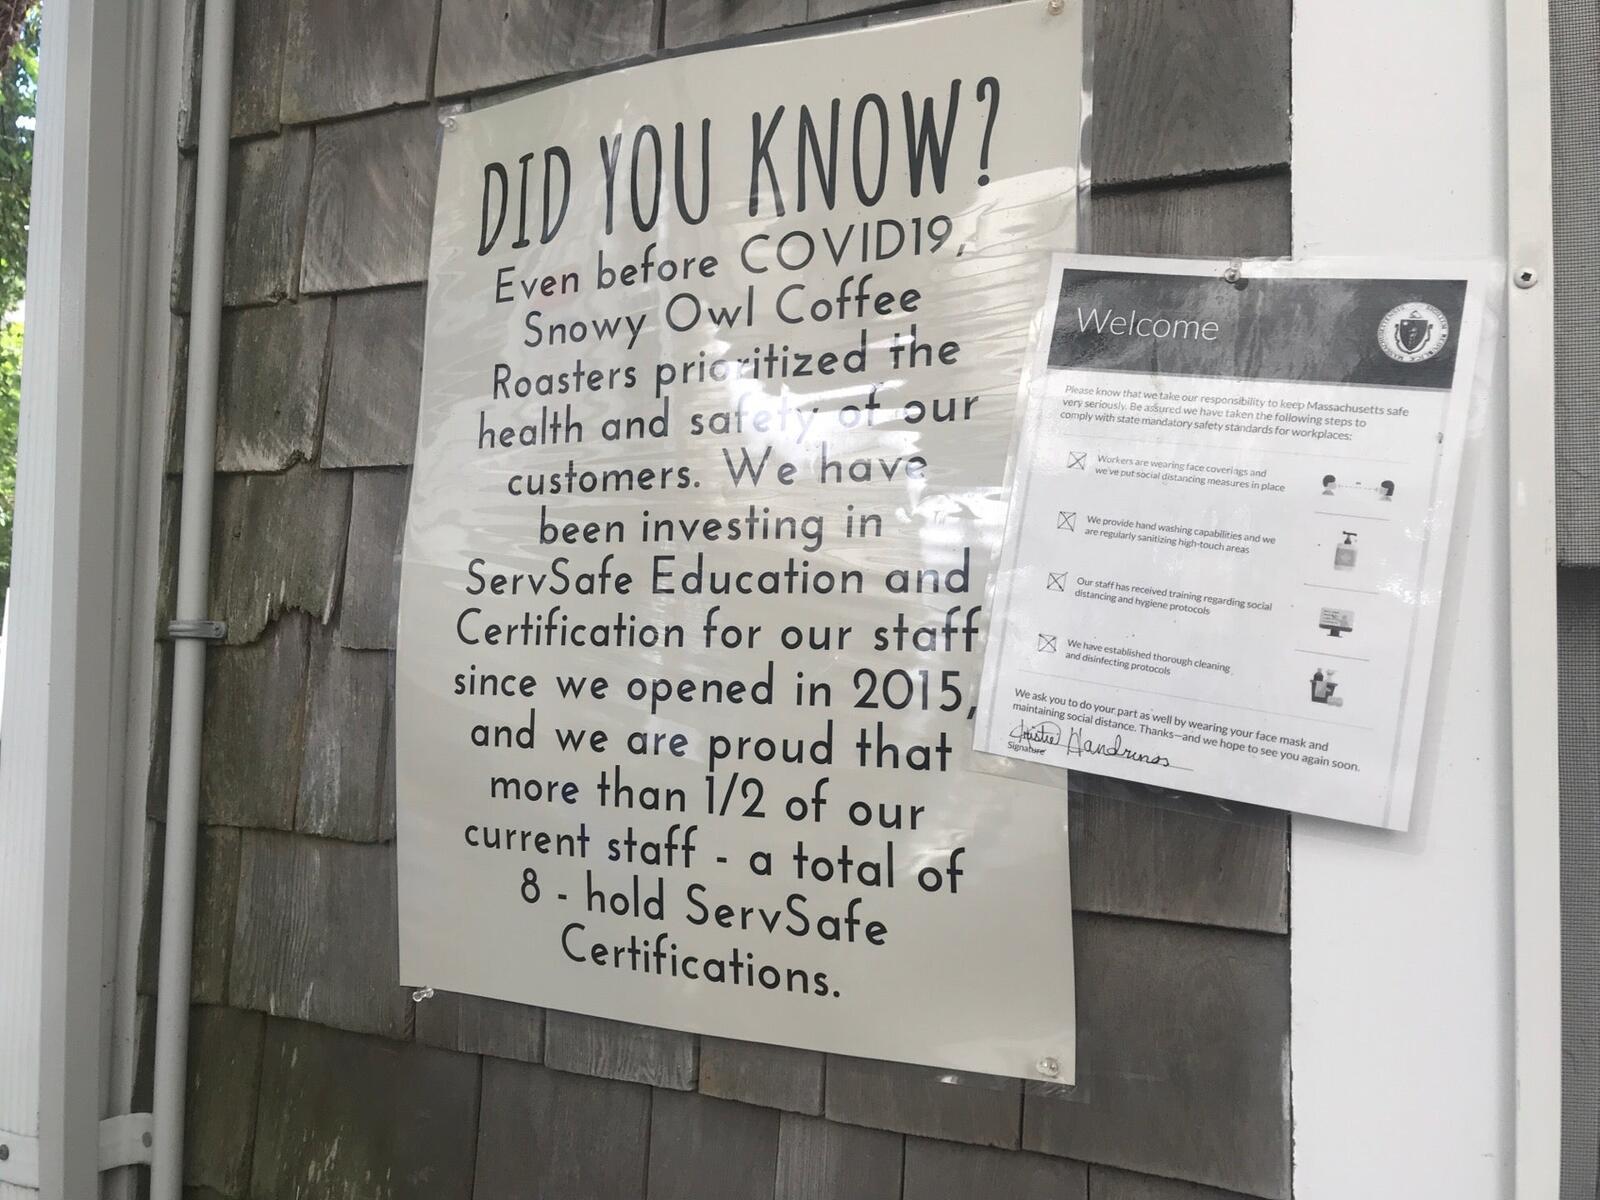 DID YOU KNOW?
Even before COVID19,
Snowy Owl Coffee
Roasters prioritized the
health and safety of our
customers. We have
been investing in
ServSafe Education and
Certification for our staff
since we opened in 2015,
and we are proud that
more than 1/2 of our
current staff - a total of
8 - hold ServSafe
Certifications.
Welcome
Please know that we take our responsibility to keep Massachusetts safe
very seriously. Be assured we have taken the following steps to
comply with state mandatory safety standards for workplaces:
Workers are wearing face coverings and
we've put social distancing measures in place
We provide hand washing capabilities and we
are regularly sanitizing high-touch areas
Our staff has received training regarding social
distancing and hygiene protocols
We have established thorough cleaning
and disinfecting protocols
We ask you to do your part as well by wearing your face mask and
maintaining social distance. Thanks—and we hope to see you again soon.
Signature